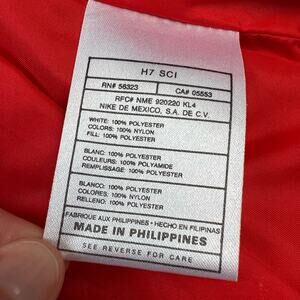 H7 SCI
RN# 56323 CA# 05553
RFC# NME 920220 KL4
NIKE DE MEXICO, S.A. DE C.V.
WHITE: 100% POLYESTER
COLORS: 100% NYLON
FILL: 100% POLYESTER
BLANC: 100% POLYESTER
COULEURS: 100% POLYAMIDE
REMPLISSAGE: 100% POLYESTER
BLANCO: 100% POLYESTER
COLORES: 100% NYLON
RELLENO: 100% POLYESTER
FABRIQUE AUX PHILIPPINES • HECHO EN FILIPINAS
MADE IN PHILIPPINES
SEE REVERSE FOR CARE